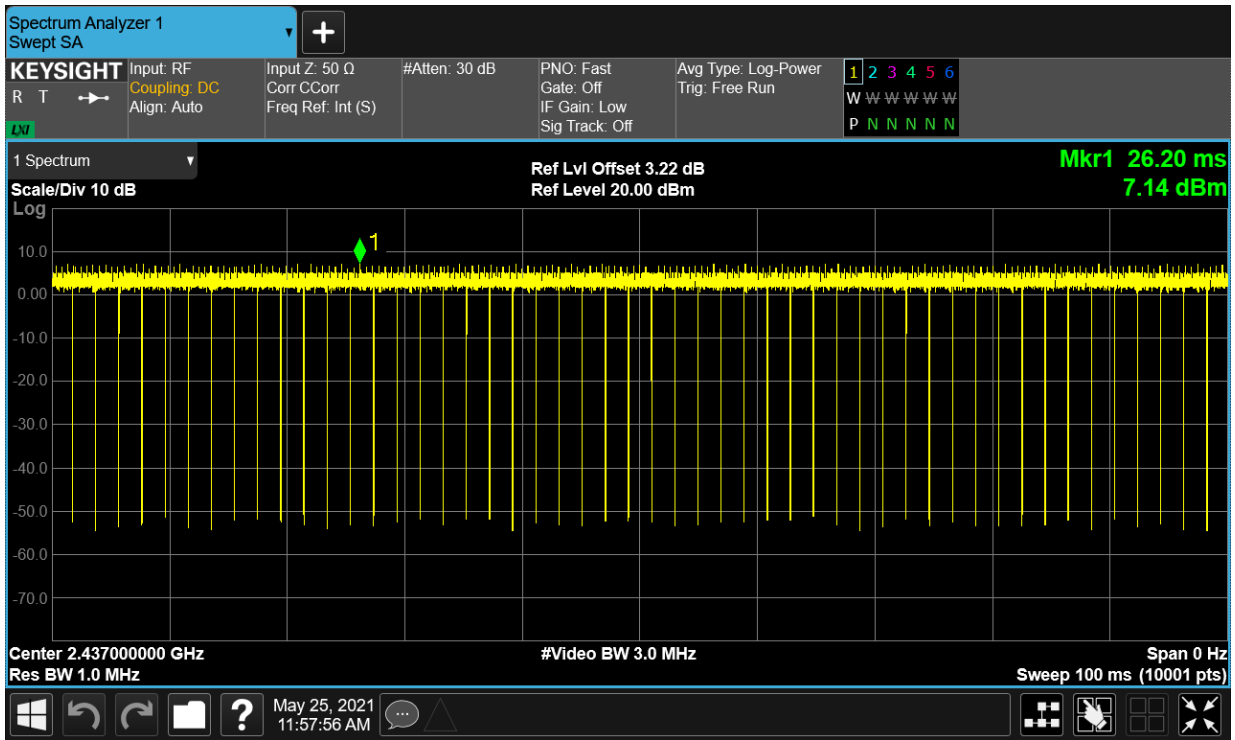 Spectrum Analyzer 1
Swept SA
KEYSIGHT
R T
LXI
Input: RF
Coupling: DC
Align: Auto
Input Z: 50 Ω
Corr CCorr
Freq Ref: Int (S)
#Atten: 30 dB
PNO: Fast
Gate: Off
IF Gain: Low
Sig Track: Off
Avg Type: Log-Power
Trig: Free Run
1 2 3 4 5 6
W W W W W W
P N N N N N
1 Spectrum
Scale/Div 10 dB
Log
Ref Lvl Offset 3.22 dB
Ref Level 20.00 dBm
Mkr1 26.20 ms
7.14 dBm
1
10.0
0.00
-10.0
-20.0
-30.0
-40.0
-50.0
-60.0
-70.0
Center 2.437000000 GHz
Res BW 1.0 MHz
#Video BW 3.0 MHz
Span 0 Hz
Sweep 100 ms (10001 pts)
?
May 25, 2021
11:57:56 AM